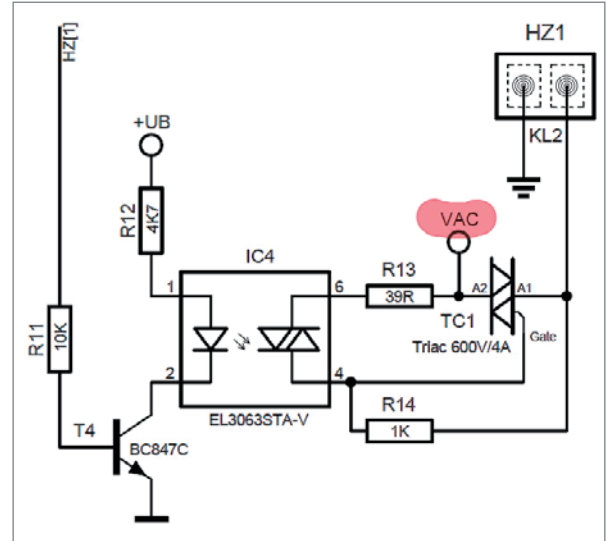 HZ[1]
HZ1
KL2
+UB
R12
4K7
VAC
IC4
1
6
R13
39R
A2
A1
TC1
Gate
Triac 600V/4A
R11
10K
2
4
EL3063STA-V
R14
1K
T4
BC847C